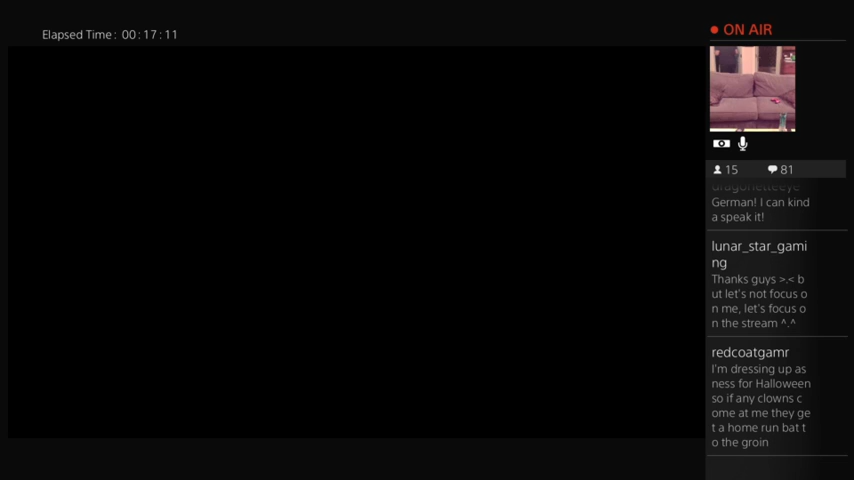 Elapsed Time: 00:17:11
ON AIR
15 81
dragonetteeye
German! I can kind
a speak it!
lunar_star_gami
ng
Thanks guys >.< b
ut let's not focus o
n me, let's focus o
n the stream ^.^
redcoatgamr
I'm dressing up as
ness for Halloween
so if any clowns c
ome at me they ge
t a home run bat t
o the groin